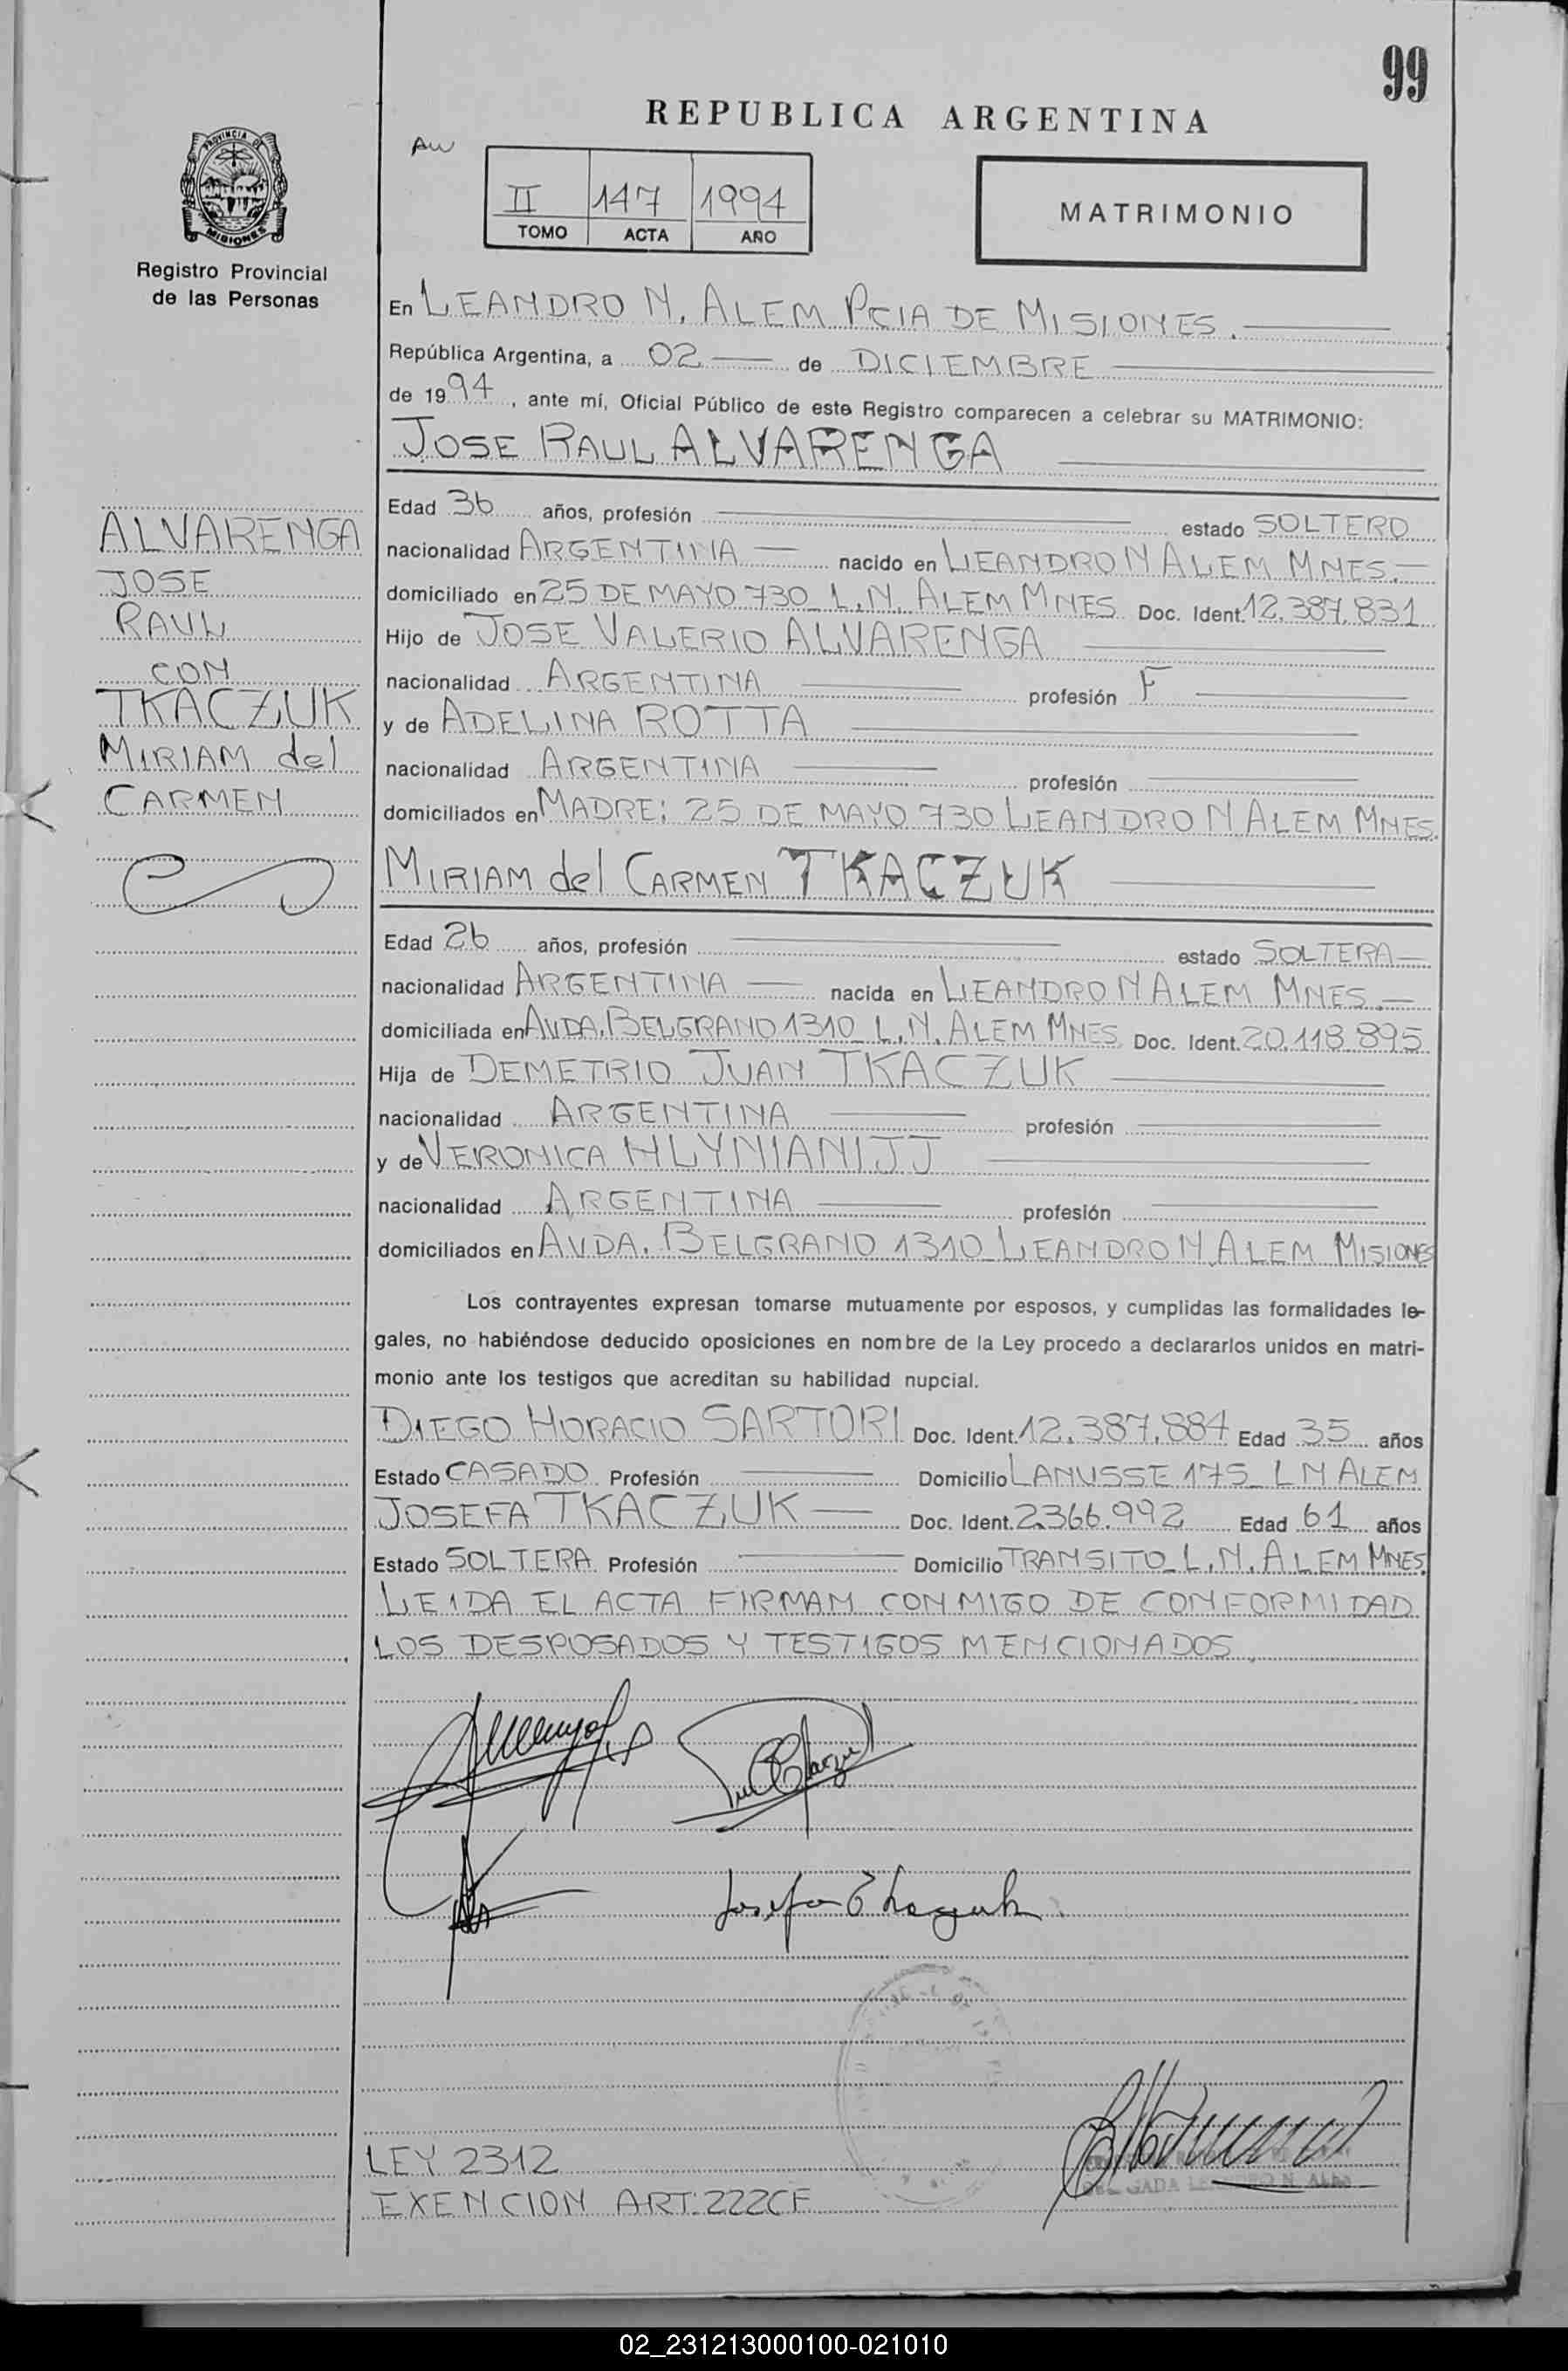 99
REPUBLICA ARGENTINA
PROVINCIA DE
MISIONES
Registro Provincial
de las Personas
II 147 1994
TOMO ACTA AÑO
MATRIMONIO
En LEANDRO N. ALEM PCIA DE MISIONES.
República Argentina, a 02 de DICIEMBRE
de 1994, ante mí, Oficial Público de este Registro comparecen a celebrar su MATRIMONIO:
JOSE RAUL ALVARENGA
ALVARENGA
JOSE
RAUL
CON
TKACZUK
MIRIAM del
CARMEN
Edad 36 años, profesión estado SOLTERO
nacionalidad ARGENTINA nacido en LEANDRO N ALEM MNES.
domiciliado en 25 DE MAYO 730 L.N. ALEM MNES Doc. Ident. 12.387.831
Hijo de JOSE VALERIO ALVARENGA
nacionalidad ARGENTINA profesión F
y de ADELINA ROTTA
nacionalidad ARGENTINA profesión
domiciliados en MADRE: 25 DE MAYO 730 LEANDRO N ALEM MNES.
MIRIAM del CARMEN TKACZUK
Edad 26 años, profesión estado SOLTERA
nacionalidad ARGENTINA nacida en LEANDRO N ALEM MNES.
domiciliada en AVDA. BELGRANO 1310 L.N. ALEM MNES Doc. Ident. 20.118.895
Hija de DEMETRIO JUAN TKACZUK
nacionalidad ARGENTINA profesión
y de VERONICA HLYNIANIJJ
nacionalidad ARGENTINA profesión
domiciliados en AVDA. BELGRANO 1310 LEANDRO N ALEM MISIONES
Los contrayentes expresan tomarse mutuamente por esposos, y cumplidas las formalidades le-
gales, no habiéndose deducido oposiciones en nombre de la Ley procedo a declararlos unidos en matri-
monio ante los testigos que acreditan su habilidad nupcial.
DIEGO HORACIO SARTORI Doc. Ident. 12.387.884 Edad 35 años
Estado CASADO Profesión Domicilio LANUSSE 175 L N ALEM
JOSEFA TKACZUK Doc. Ident. 2.366.992 Edad 61 años
Estado SOLTERA Profesión Domicilio TRANSITO L.N. ALEM MNES.
LEIDA EL ACTA FIRMAN CONMIGO DE CONFORMIDAD
LOS DESPOSADOS Y TESTIGOS MENCIONADOS
LEY 2312
EXENCION ART. 222CF
02_231213000100-021010